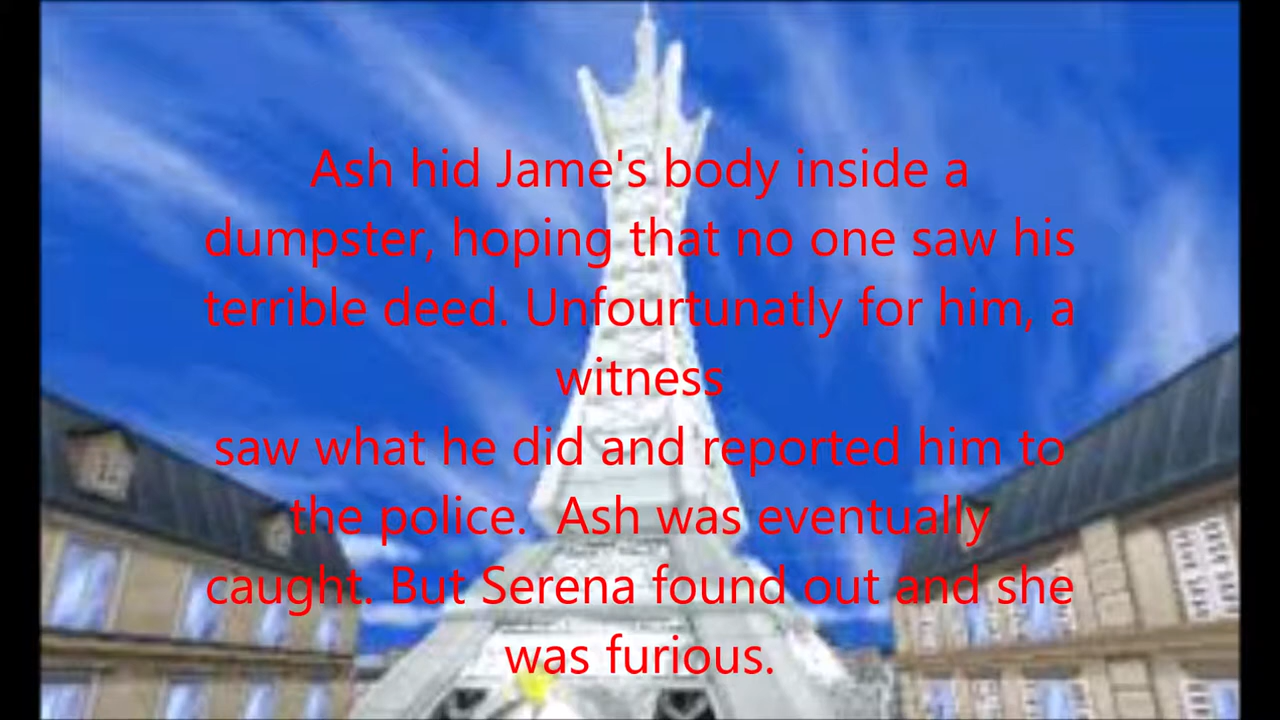 Ash hid Jame's body inside a
dumpster, hoping that no one saw his
terrible deed. Unfourtunatly for him, a
witness
saw what he did and reported him to
the police.  Ash was eventually
caught. But Serena found out and she
was furious.